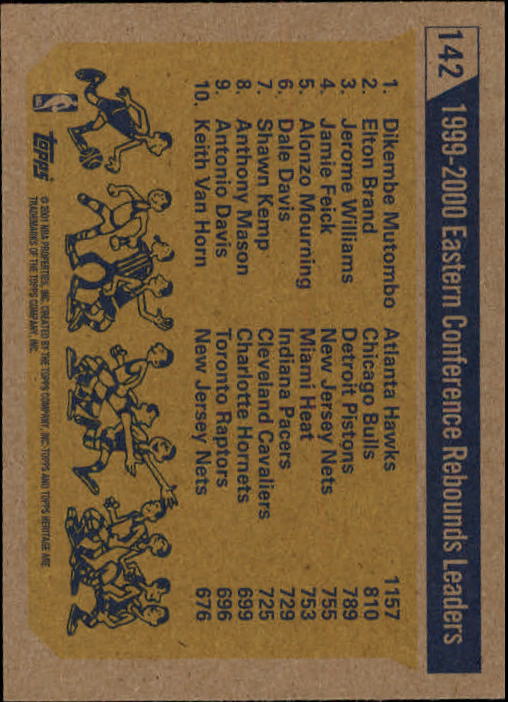 142 1999-2000 Eastern Conference Rebounds Leaders
1. Dikembe Mutombo Atlanta Hawks 1157
2. Elton Brand Chicago Bulls 810
3. Jerome Williams Detroit Pistons 789
4. Jamie Feick New Jersey Nets 755
5. Alonzo Mourning Miami Heat 753
6. Dale Davis Indiana Pacers 729
7. Shawn Kemp Cleveland Cavaliers 725
8. Anthony Mason Charlotte Hornets 699
9. Antonio Davis Toronto Raptors 696
10. Keith Van Horn New Jersey Nets 676
TOPPS
© 2001 NBA PROPERTIES, INC. CREATED BY THE TOPPS COMPANY, INC. TOPPS AND TOPPS HERITAGE ARE
TRADEMARKS OF THE TOPPS COMPANY, INC.